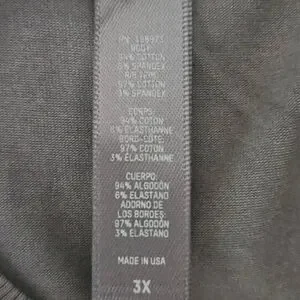 BODY:
94% COTTON
6% SPANDEX
97% COTTON
3% SPANDEX
CORPS:
94% COTON
6% ELASTHANNE
BORD-COTE:
97% COTON
3% ELASTHANNE
CUERPO:
94% ALGODÓN
6% ELASTANO
ADORNO DE
LOS BORDES:
97% ALGODÓN
3% ELASTANO
MADE IN USA
3X